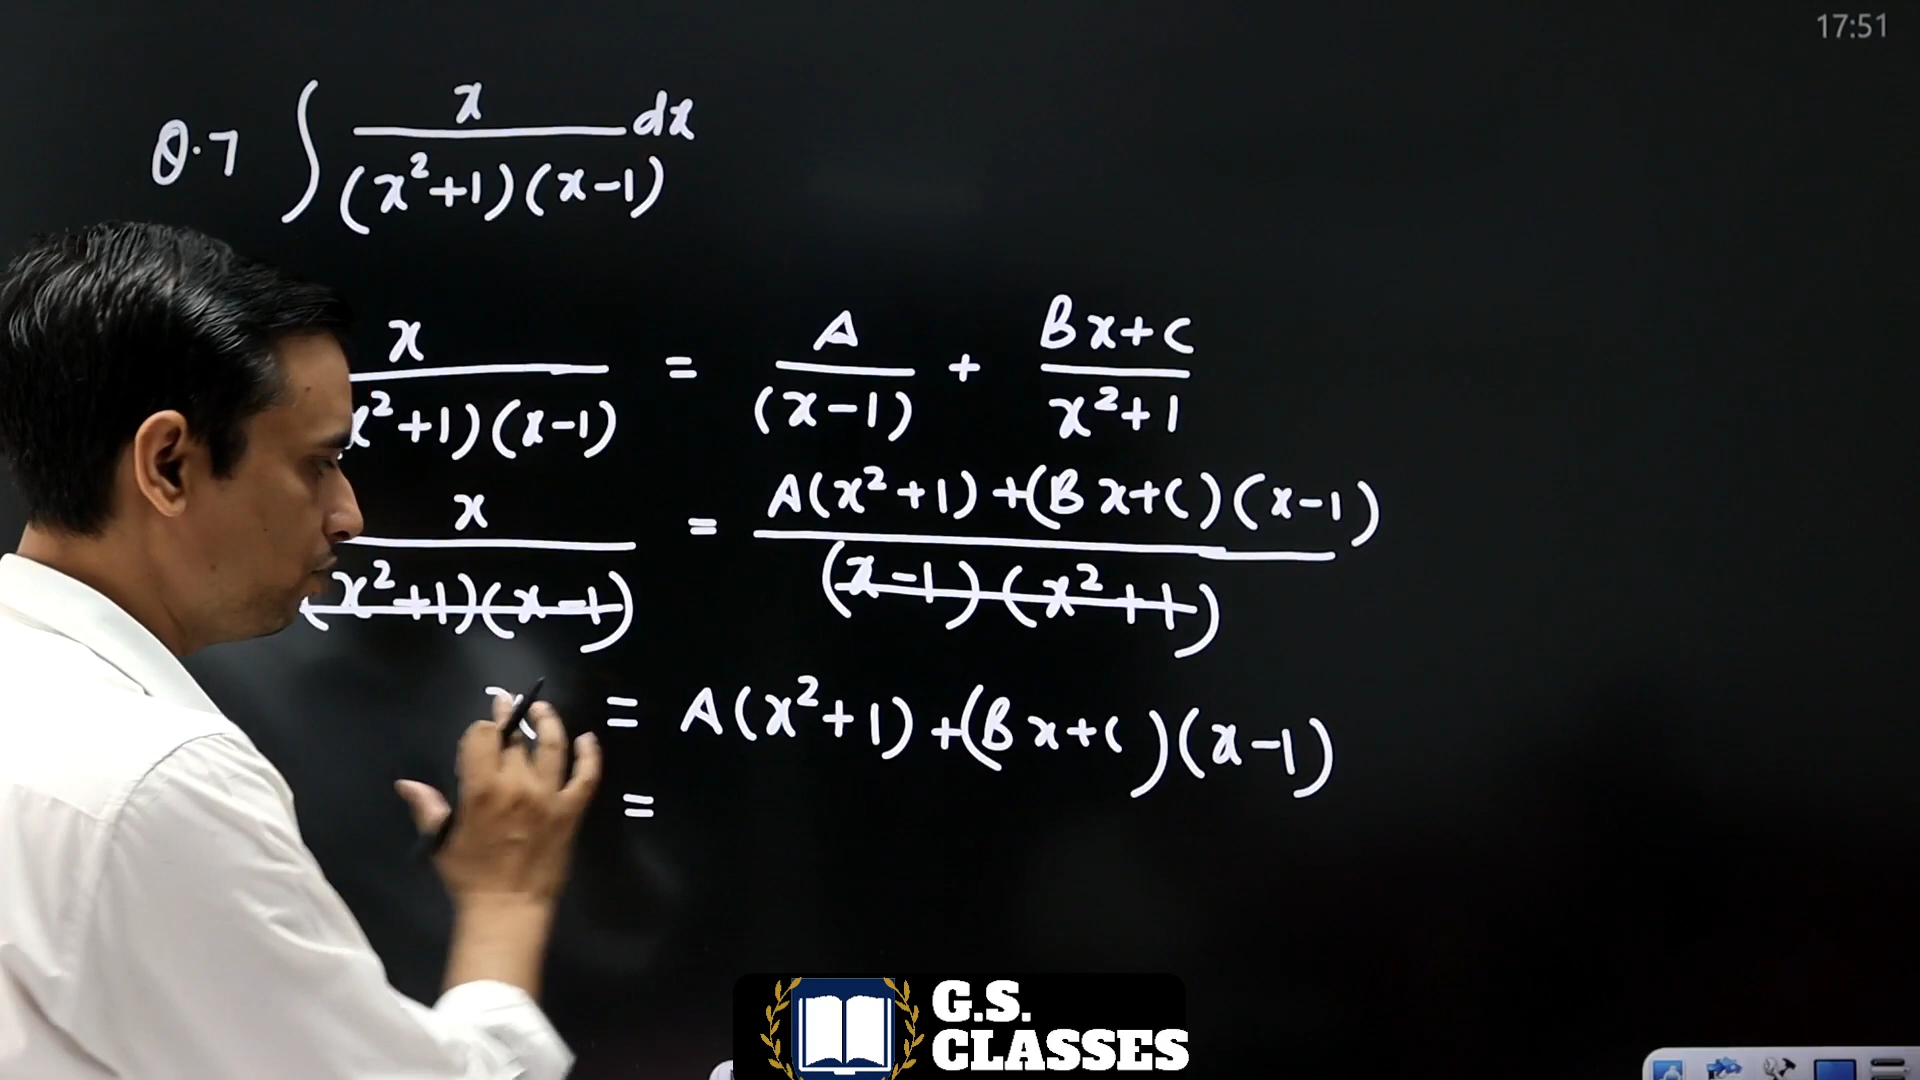 17:51
Q.7 ∫ x / (x²+1)(x-1) dx
x / x²+1)(x-1) = A / (x-1) + Bx+C / x²+1
x / (x²+1)(x-1) = A(x²+1) + (Bx+C)(x-1) / (x-1)(x²+1)
x = A(x²+1) + (Bx+C)(x-1)
=
G.S.
CLASSES